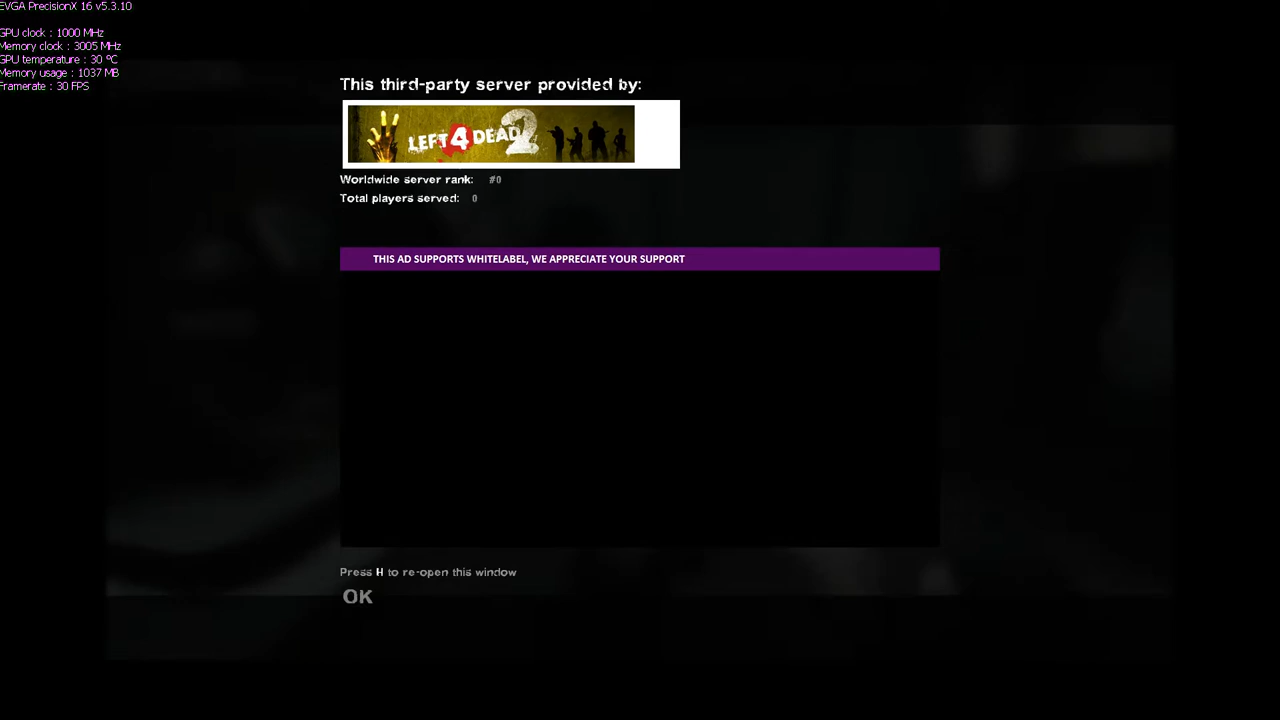 EVGA PrecisionX 16 v5.3.10
GPU clock : 1000 MHz
Memory clock : 3005 MHz
GPU temperature : 30 ºC
Memory usage : 1037 MB
Framerate : 30 FPS
This third-party server provided by:
LEFT 4 DEAD 2
Worldwide server rank: #0
Total players served: 0
THIS AD SUPPORTS WHITELABEL, WE APPRECIATE YOUR SUPPORT
Press H to re-open this window
OK